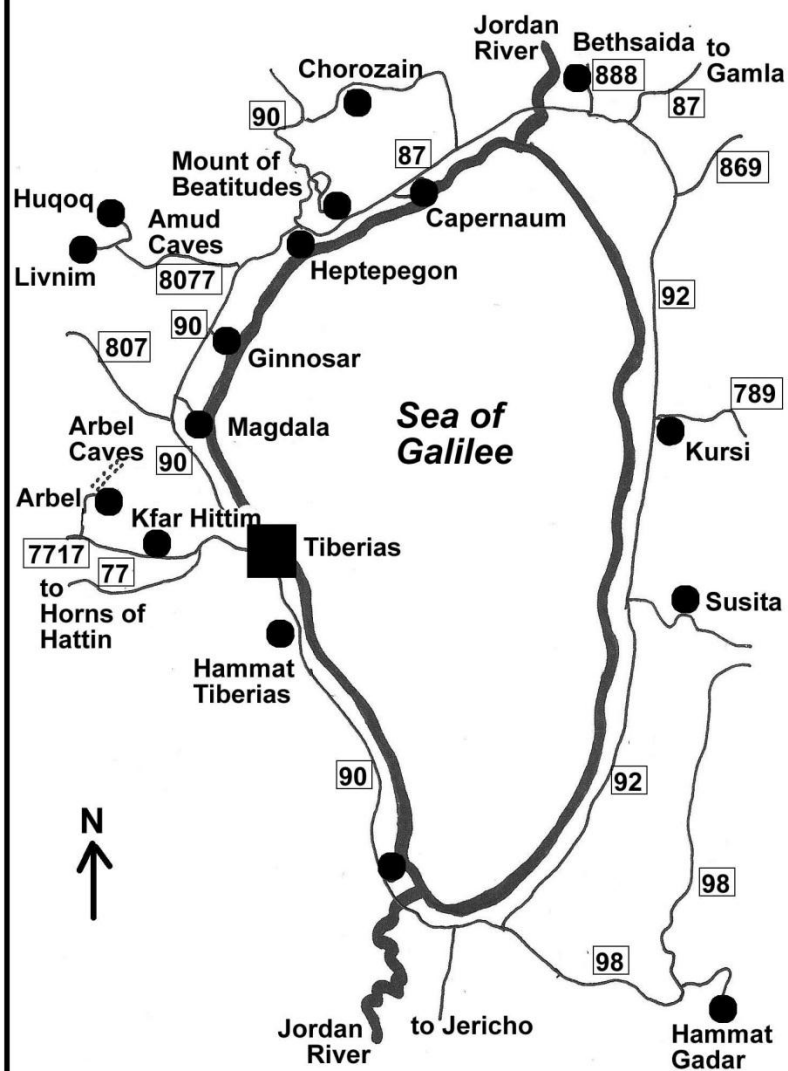 Jordan
River
Bethsaida
888
to
Gamla
87
Chorozain
90
87
869
Mount of
Beatitudes
Capernaum
Huqoq
Amud
Caves
Livnim
8077
Heptepegon
92
90
807
Ginnosar
789
Sea of
Galilee
Magdala
Kursi
Arbel
Caves
90
Arbel
Kfar Hittim
7717
77
Tiberias
to
Horns of
Hattin
Susita
Hammat
Tiberias
90
92
N
98
98
Jordan
River
to Jericho
Hammat
Gadar